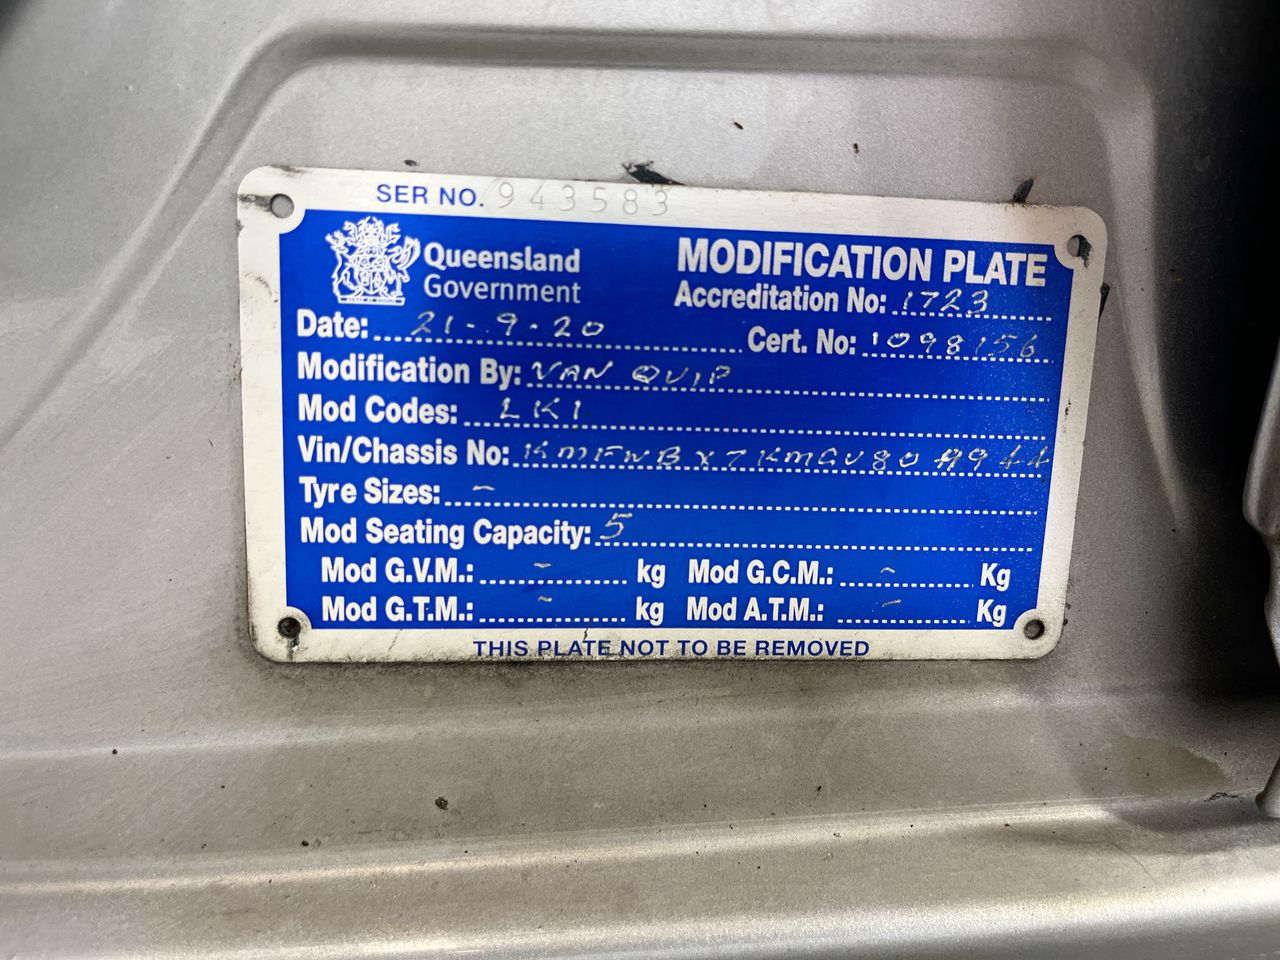 SER NO. 943583
Queensland Government
MODIFICATION PLATE
Accreditation No: 1723
Date: 21-9-20
Cert. No: 1098156
Modification By: VAN QUIP
Mod Codes: LK1
Vin/Chassis No:
Tyre Sizes: -
Mod Seating Capacity: 5
Mod G.V.M.: - kg Mod G.C.M.: - Kg
Mod G.T.M.: - kg Mod A.T.M.: - Kg
THIS PLATE NOT TO BE REMOVED